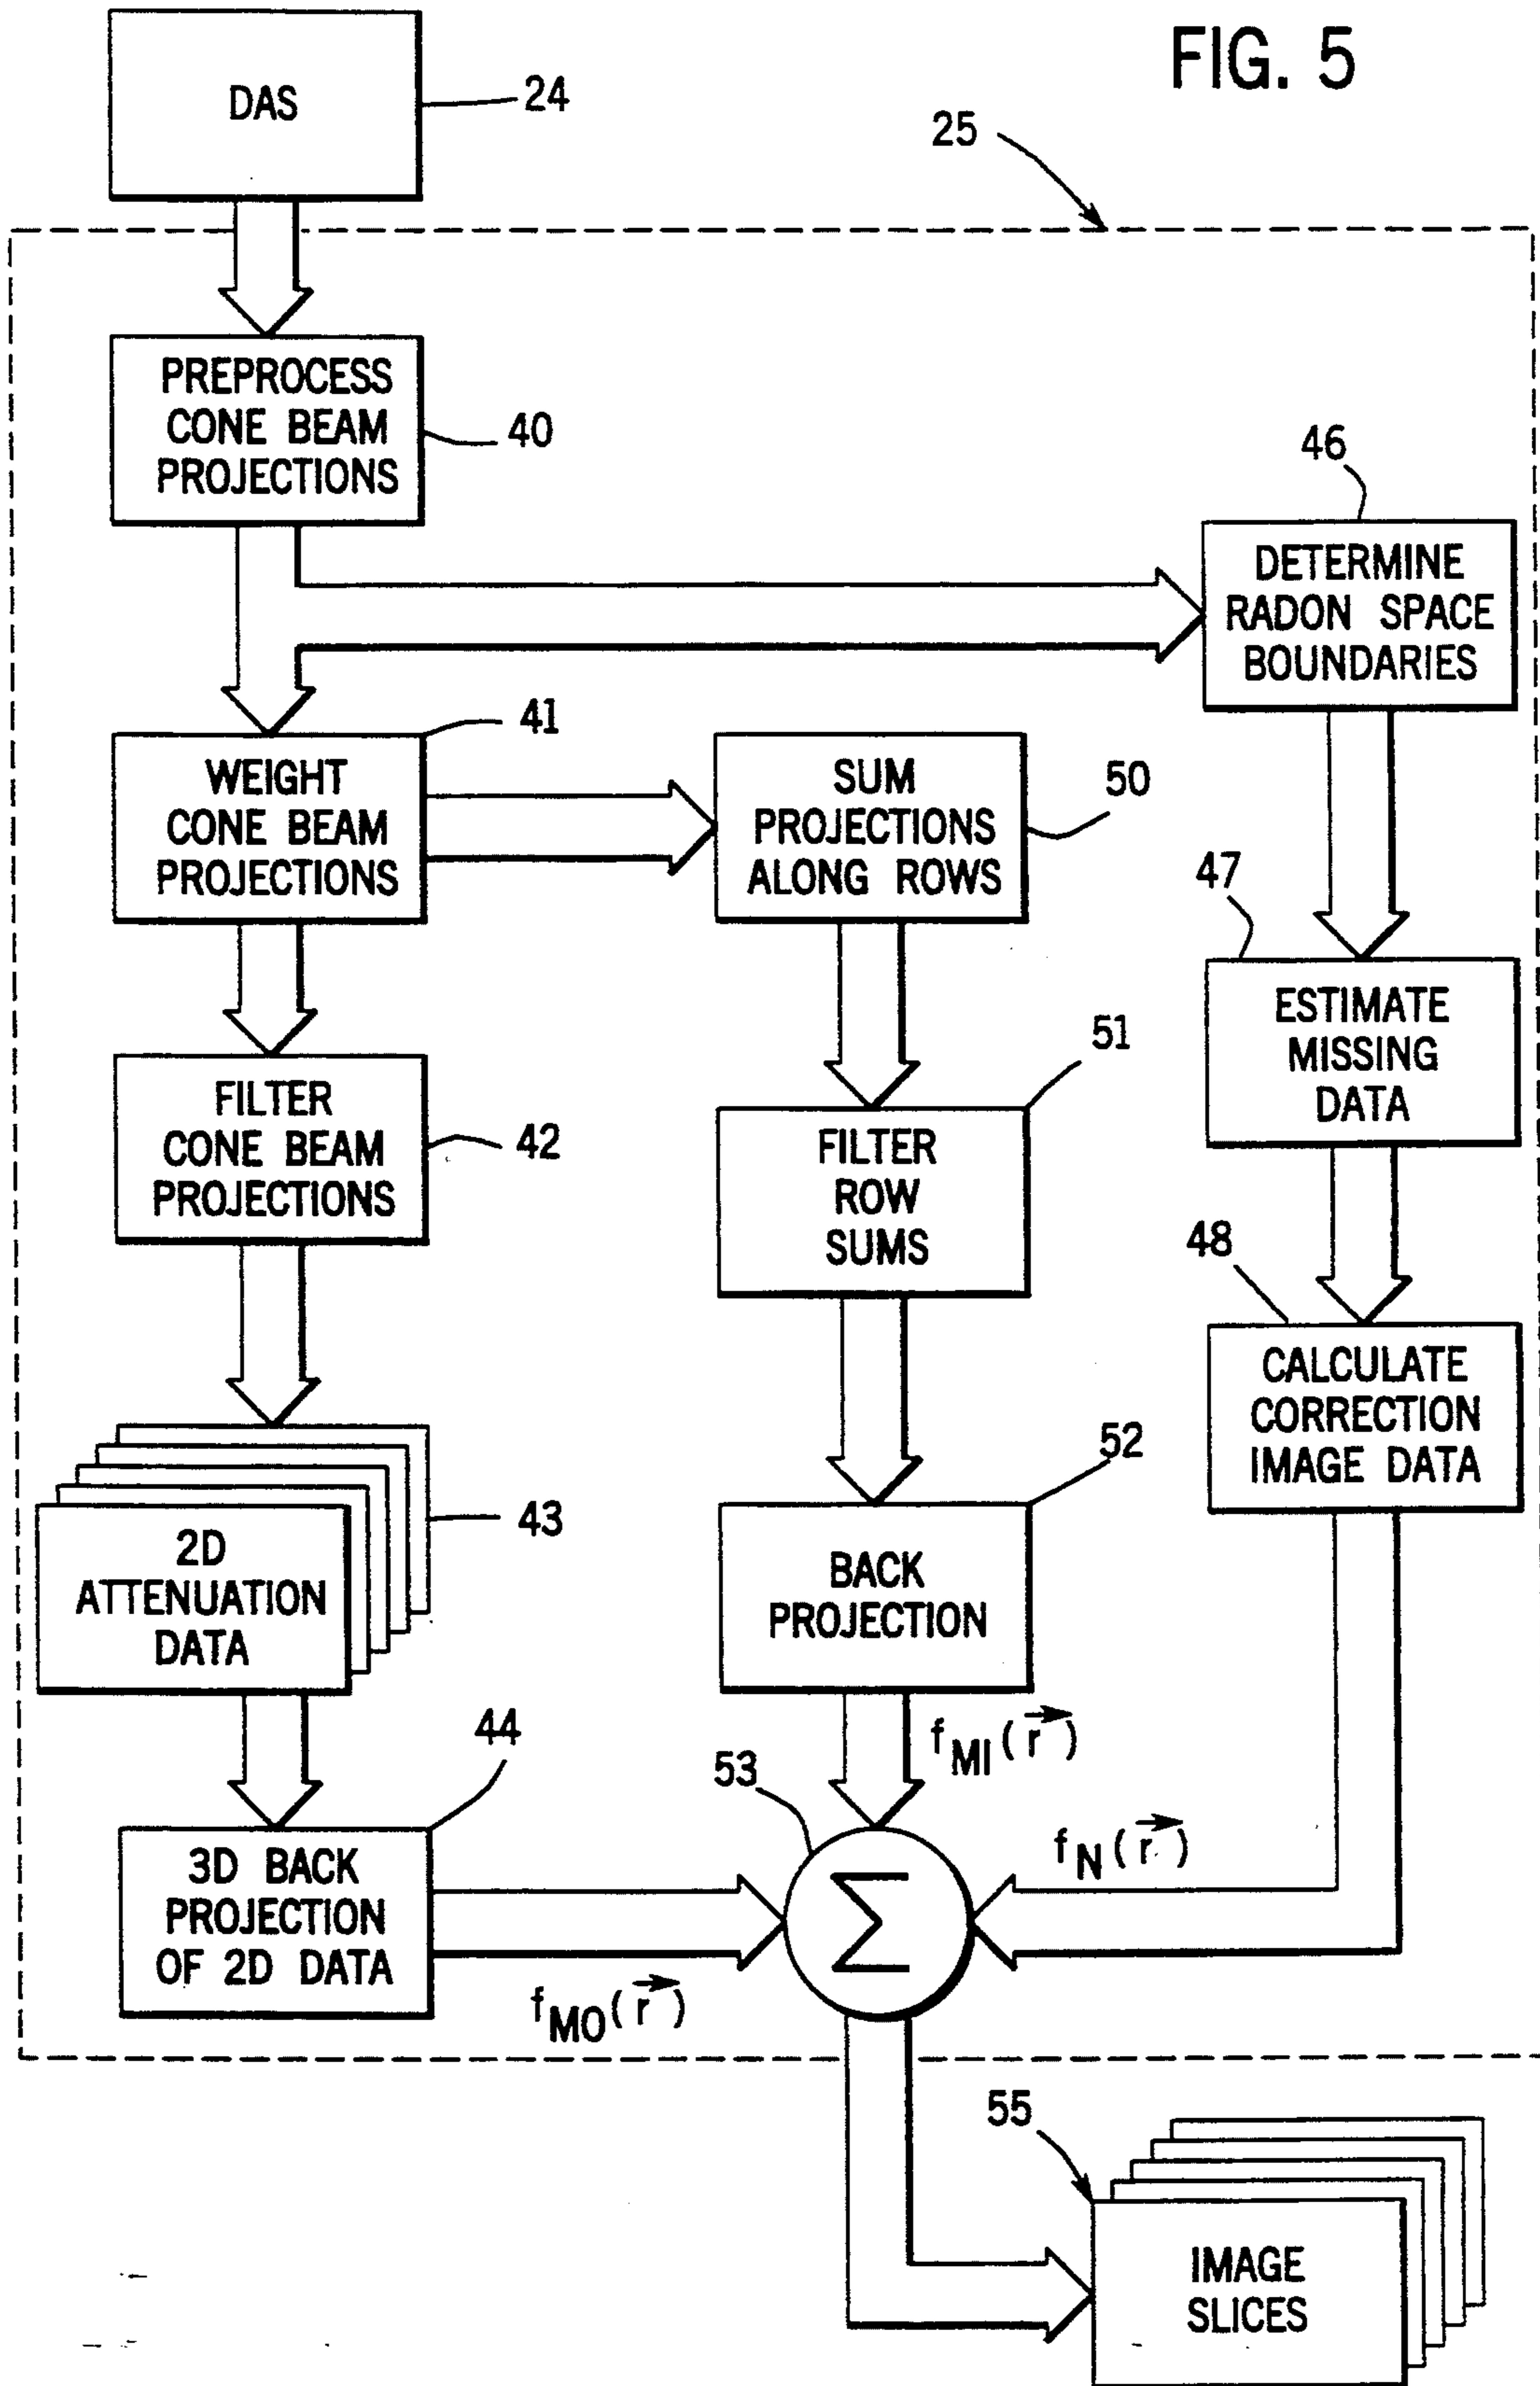 FIG. 5
DAS
24
25
PREPROCESS
CONE BEAM
PROJECTIONS
40
46
DETERMINE
RADON SPACE
BOUNDARIES
41
WEIGHT
CONE BEAM
PROJECTIONS
SUM
PROJECTIONS
ALONG ROWS
50
47
ESTIMATE
MISSING
DATA
FILTER
CONE BEAM
PROJECTIONS
42
51
FILTER
ROW
SUMS
48
CALCULATE
CORRECTION
IMAGE DATA
43
2D
ATTENUATION
DATA
52
BACK
PROJECTION
44
3D BACK
PROJECTION
OF 2D DATA
53
f_MI(r⃗)
f_N(r⃗)
Σ
f_MO(r⃗)
55
IMAGE
SLICES